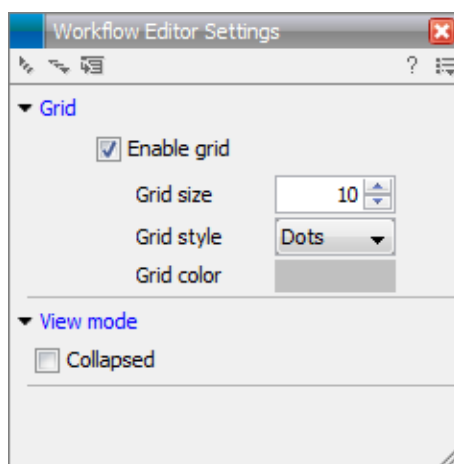 Workflow Editor Settings
?
Grid
Enable grid
Grid size 10
Grid style Dots
Grid color
View mode
Collapsed